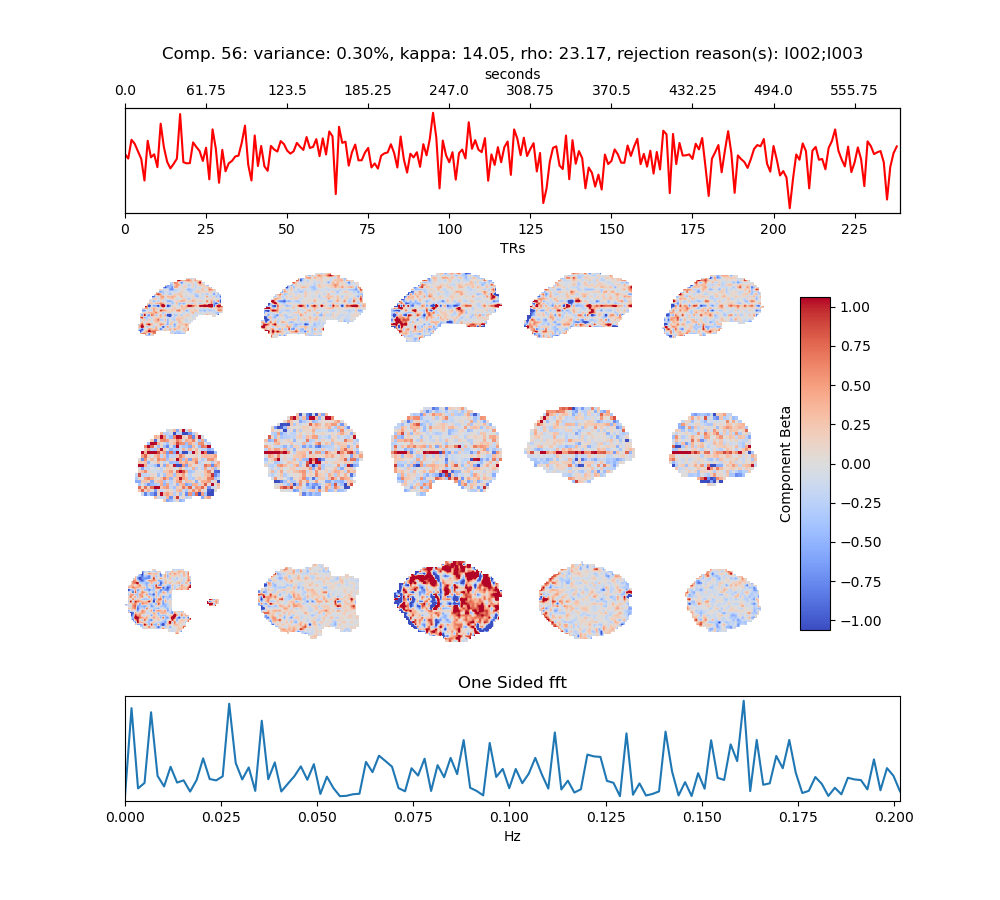 Comp. 56: variance: 0.30%, kappa: 14.05, rho: 23.17, rejection reason(s): I002;I003
seconds
0.0 61.75 123.5 185.25 247.0 308.75 370.5 432.25 494.0 555.75
0 25 50 75 100 125 150 175 200 225
TRs
1.00
0.75
0.50
0.25
0.00
−0.25
−0.50
−0.75
−1.00
Component Beta
One Sided fft
0.000 0.025 0.050 0.075 0.100 0.125 0.150 0.175 0.200
Hz